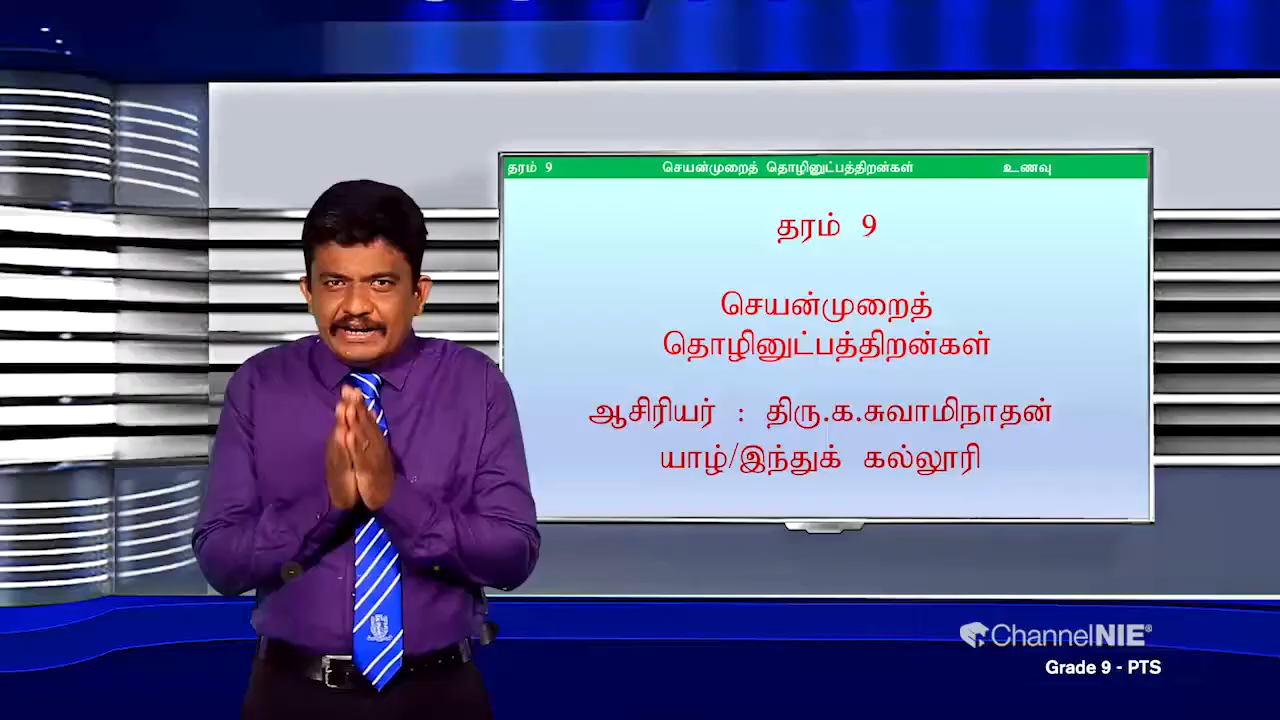 தரம் 9 செயன்முறைத் தொழினுட்பத்திறன்கள் உணவு
தரம் 9
செயன்முறைத்
தொழினுட்பத்திறன்கள்
ஆசிரியர் : திரு.க.சுவாமிநாதன்
யாழ்/இந்துக் கல்லூரி
ChannelNIE®
Grade 9 - PTS